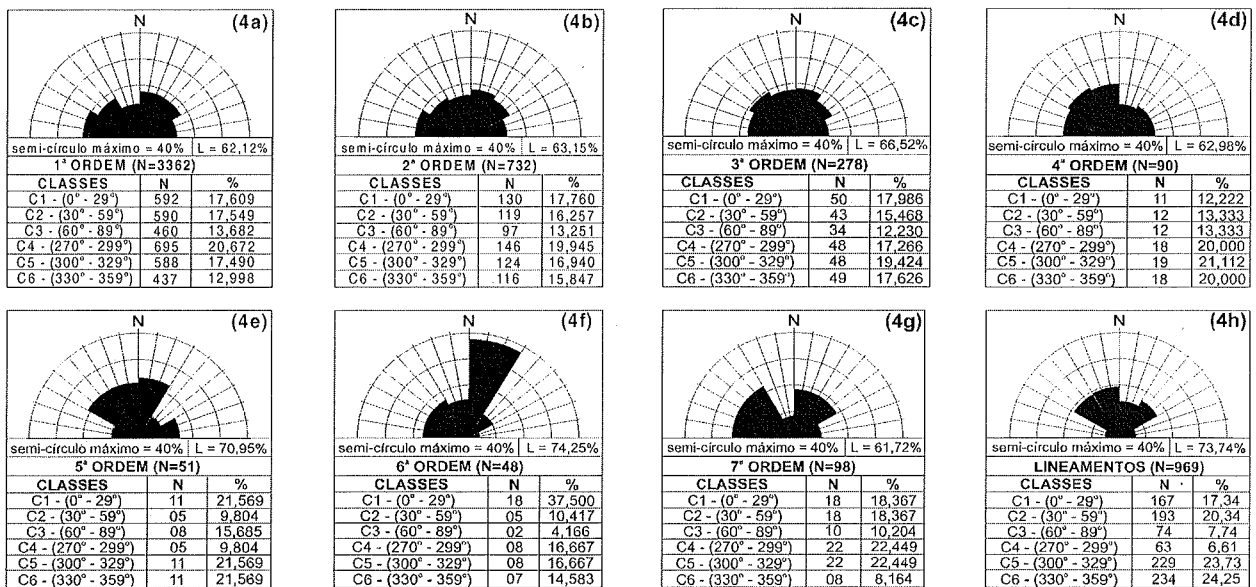 N (4a)
semi-círculo máximo = 40% L = 62,12%
1ª ORDEM (N=3362)
CLASSES N %
C1 - (0° - 29°) 592 17,609
C2 - (30° - 59°) 590 17,549
C3 - (60° - 89°) 460 13,682
C4 - (270° - 299°) 695 20,672
C5 - (300° - 329°) 588 17,490
C6 - (330° - 359°) 437 12,998
N (4b)
semi-círculo máximo = 40% L = 63,15%
2ª ORDEM (N=732)
CLASSES N %
C1 - (0° - 29°) 130 17,760
C2 - (30° - 59°) 119 16,257
C3 - (60° - 89°) 97 13,251
C4 - (270° - 299°) 146 19,945
C5 - (300° - 329°) 124 16,940
C6 - (330° - 359°) 116 15,847
N (4c)
semi-círculo máximo = 40% L = 66,52%
3ª ORDEM (N=278)
CLASSES N %
C1 - (0° - 29°) 50 17,986
C2 - (30° - 59°) 43 15,468
C3 - (60° - 89°) 34 12,230
C4 - (270° - 299°) 48 17,266
C5 - (300° - 329°) 48 19,424
C6 - (330° - 359°) 49 17,626
N (4d)
semi-círculo máximo = 40% L = 62,98%
4ª ORDEM (N=90)
CLASSES N %
C1 - (0° - 29°) 11 12,222
C2 - (30° - 59°) 12 13,333
C3 - (60° - 89°) 12 13,333
C4 - (270° - 299°) 18 20,000
C5 - (300° - 329°) 19 21,112
C6 - (330° - 359°) 18 20,000
N (4e)
semi-círculo máximo = 40% L = 70,95%
5ª ORDEM (N=51)
CLASSES N %
C1 - (0° - 29°) 11 21,569
C2 - (30° - 59°) 05 9,804
C3 - (60° - 89°) 08 15,685
C4 - (270° - 299°) 05 9,804
C5 - (300° - 329°) 11 21,569
C6 - (330° - 359°) 11 21,569
N (4f)
semi-círculo máximo = 40% L = 74,25%
6ª ORDEM (N=48)
CLASSES N %
C1 - (0° - 29°) 18 37,500
C2 - (30° - 59°) 05 10,417
C3 - (60° - 89°) 02 4,166
C4 - (270° - 299°) 08 16,667
C5 - (300° - 329°) 08 16,667
C6 - (330° - 359°) 07 14,583
N (4g)
semi-círculo máximo = 40% L = 61,72%
7ª ORDEM (N=98)
CLASSES N %
C1 - (0° - 29°) 18 18,367
C2 - (30° - 59°) 18 18,367
C3 - (60° - 89°) 10 10,204
C4 - (270° - 299°) 22 22,449
C5 - (300° - 329°) 22 22,449
C6 - (330° - 359°) 08 8,164
N (4h)
semi-círculo máximo = 40% L = 73,74%
LINEAMENTOS (N=969)
CLASSES N %
C1 - (0° - 29°) 167 17,34
C2 - (30° - 59°) 193 20,34
C3 - (60° - 89°) 74 7,74
C4 - (270° - 299°) 63 6,61
C5 - (300° - 329°) 229 23,73
C6 - (330° - 359°) 334 24,25